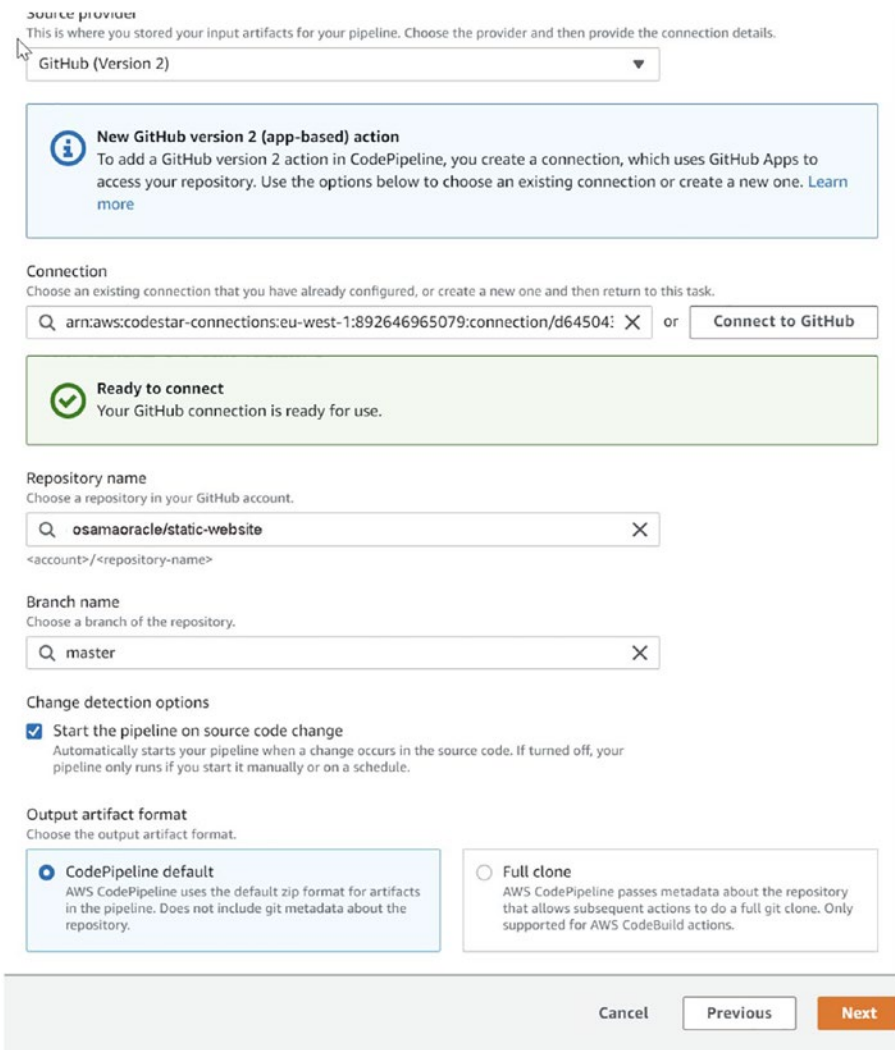 Source provider
This is where you stored your input artifacts for your pipeline. Choose the provider and then provide the connection details.
GitHub (Version 2)
New GitHub version 2 (app-based) action
To add a GitHub version 2 action in CodePipeline, you create a connection, which uses GitHub Apps to
access your repository. Use the options below to choose an existing connection or create a new one. Learn
more
Connection
Choose an existing connection that you have already configured, or create a new one and then return to this task.
arn:aws:codestar-connections:eu-west-1:892646965079:connection/d64504 or Connect to GitHub
Ready to connect
Your GitHub connection is ready for use.
Repository name
Choose a repository in your GitHub account.
osamaoracle/static-website
<account>/<repository-name>
Branch name
Choose a branch of the repository.
master
Change detection options
Start the pipeline on source code change
Automatically starts your pipeline when a change occurs in the source code. If turned off, your
pipeline only runs if you start it manually or on a schedule.
Output artifact format
Choose the output artifact format.
CodePipeline default
AWS CodePipeline uses the default zip format for artifacts
in the pipeline. Does not include git metadata about the
repository.
Full clone
AWS CodePipeline passes metadata about the repository
that allows subsequent actions to do a full git clone. Only
supported for AWS CodeBuild actions.
Cancel Previous Next